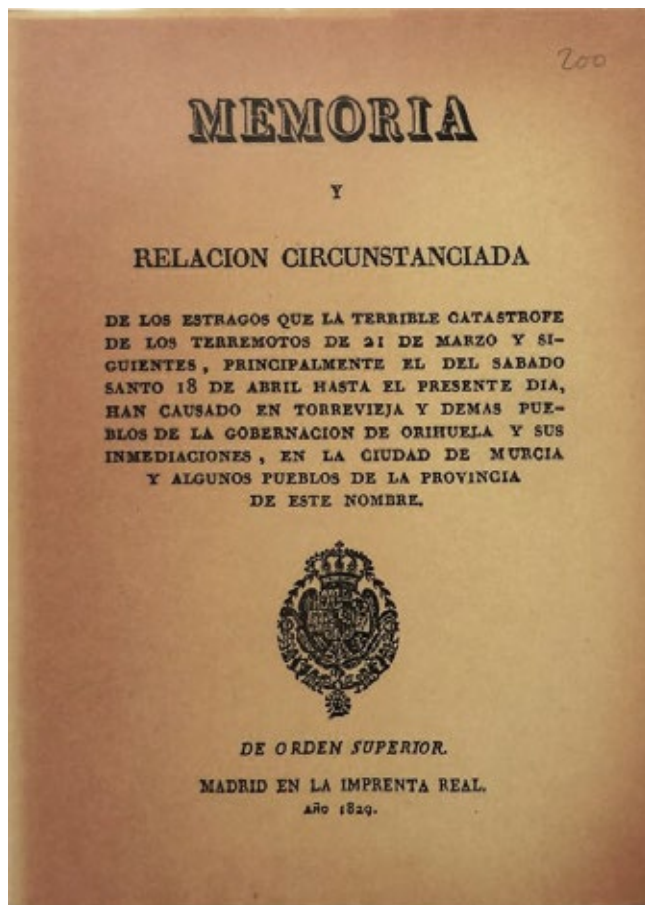 200
MEMORIA
Y
RELACION CIRCUNSTANCIADA
DE LOS ESTRAGOS QUE LA TERRIBLE CATASTROFE
DE LOS TERREMOTOS DE 21 DE MARZO Y SI-
GUIENTES, PRINCIPALMENTE EL DEL SABADO
SANTO 18 DE ABRIL HASTA EL PRESENTE DIA,
HAN CAUSADO EN TORREVIEJA Y DEMAS PUE-
BLOS DE LA GOBERNACION DE ORIHUELA Y SUS
INMEDIACIONES, EN LA CIUDAD DE MURCIA
Y ALGUNOS PUEBLOS DE LA PROVINCIA
DE ESTE NOMBRE.
DE ORDEN SUPERIOR.
MADRID EN LA IMPRENTA REAL.
AÑO 1829.